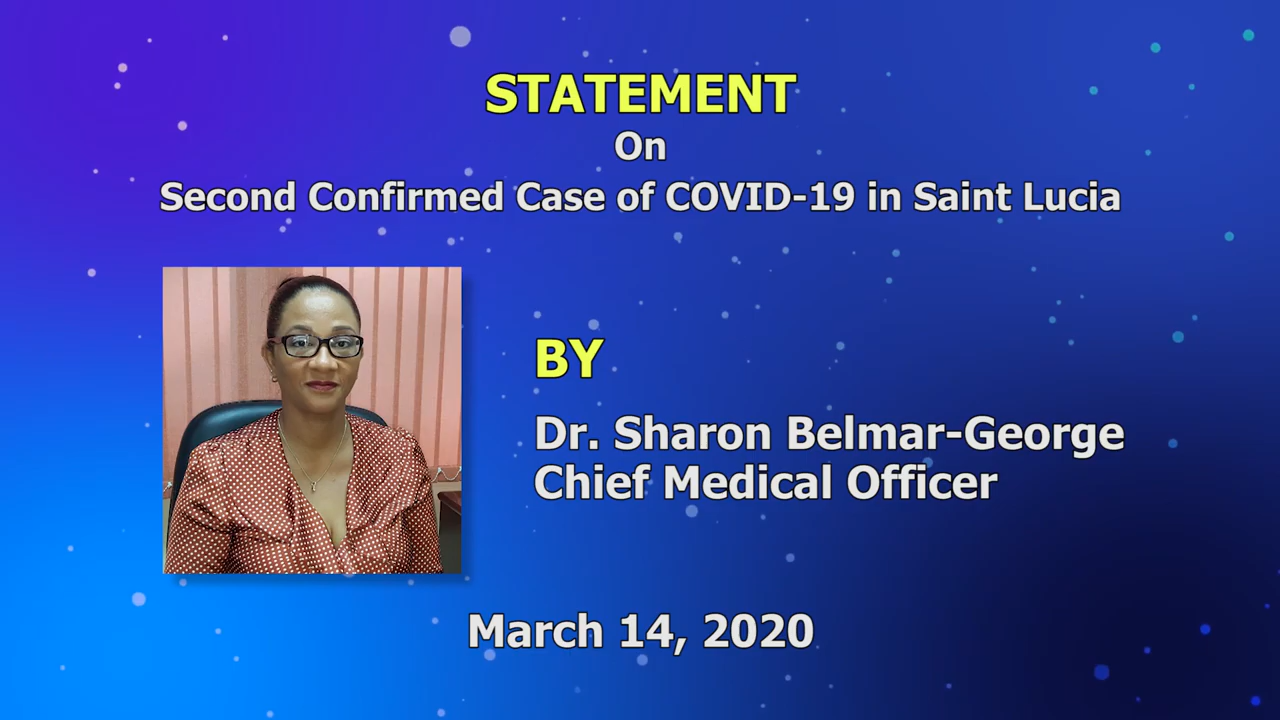 STATEMENT
On
Second Confirmed Case of COVID-19 in Saint Lucia
BY
Dr. Sharon Belmar-George
Chief Medical Officer
March 14, 2020